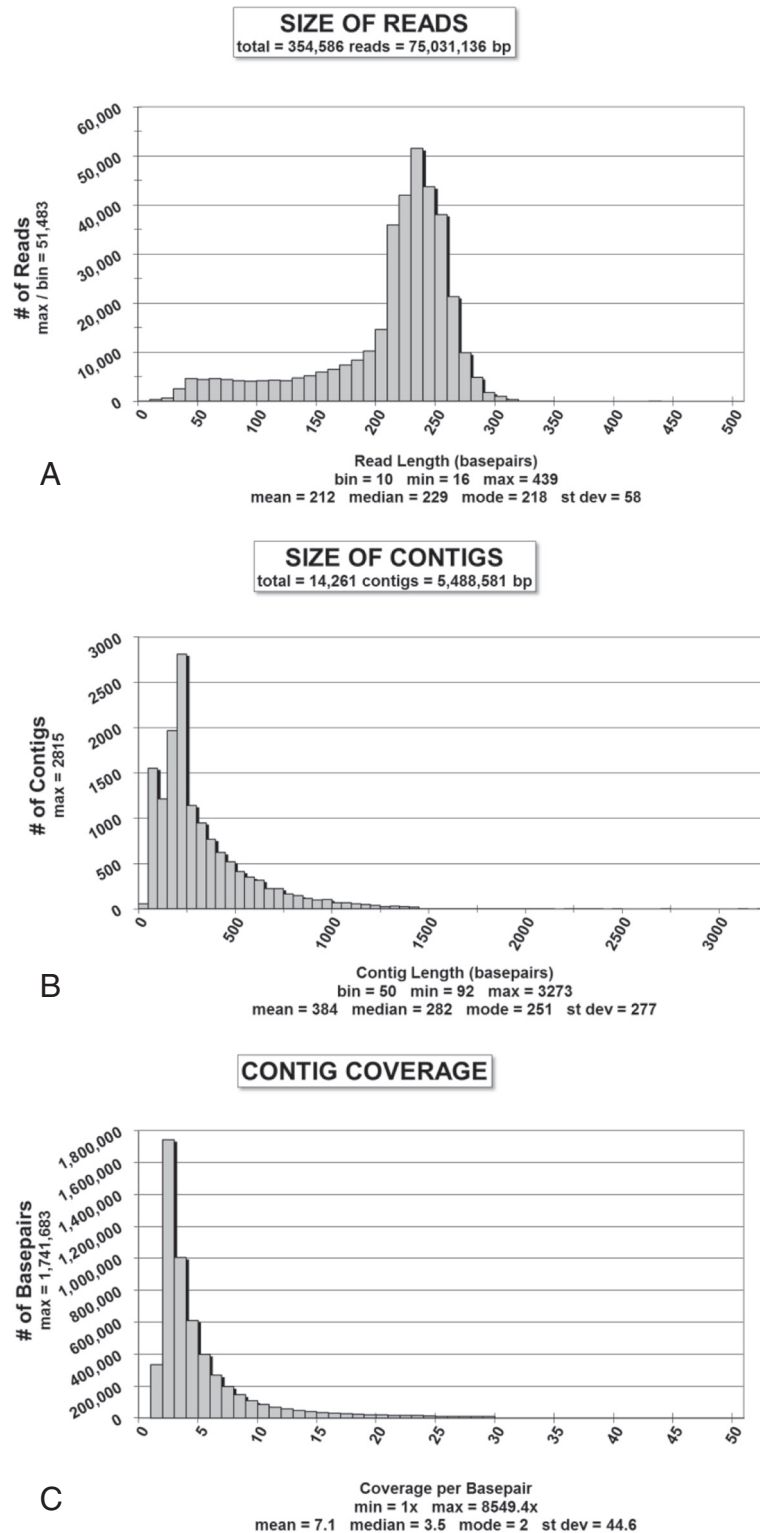 SIZE OF READS
total = 354,586 reads = 75,031,136 bp
60,000
50,000
40,000
30,000
20,000
10,000
0
# of Reads
max / bin = 51,483
0 50 100 150 200 250 300 350 400 450 500
Read Length (basepairs)
bin = 10 min = 16 max = 439
mean = 212 median = 229 mode = 218 st dev = 58
A
SIZE OF CONTIGS
total = 14,261 contigs = 5,488,581 bp
3000
2500
2000
1500
1000
500
0
# of Contigs
max = 2815
0 500 1000 1500 2000 2500 3000
Contig Length (basepairs)
bin = 50 min = 92 max = 3273
mean = 384 median = 282 mode = 251 st dev = 277
B
CONTIG COVERAGE
1,800,000
1,600,000
1,400,000
1,200,000
1,000,000
800,000
600,000
400,000
200,000
0
# of Basepairs
max = 1,741,683
0 5 10 15 20 25 30 35 40 45 50
Coverage per Basepair
min = 1x max = 8549.4x
mean = 7.1 median = 3.5 mode = 2 st dev = 44.6
C